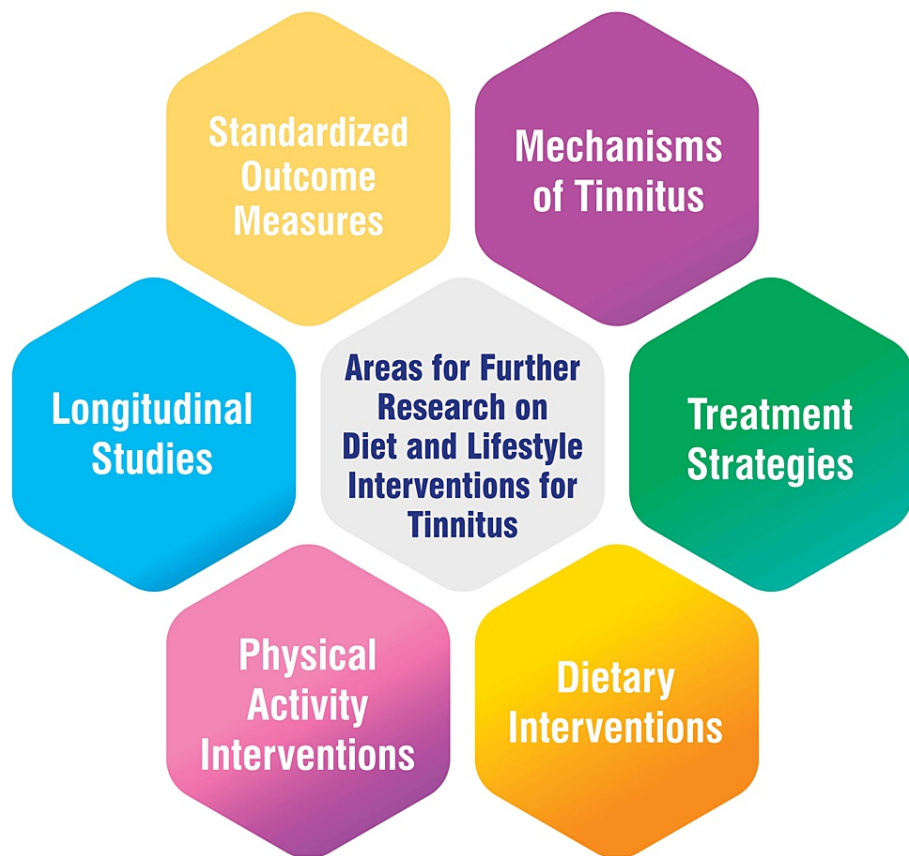 Standardized
Outcome
Measures
Mechanisms
of Tinnitus
Longitudinal
Studies
Areas for Further
Research on
Diet and Lifestyle
Interventions for
Tinnitus
Treatment
Strategies
Physical
Activity
Interventions
Dietary
Interventions